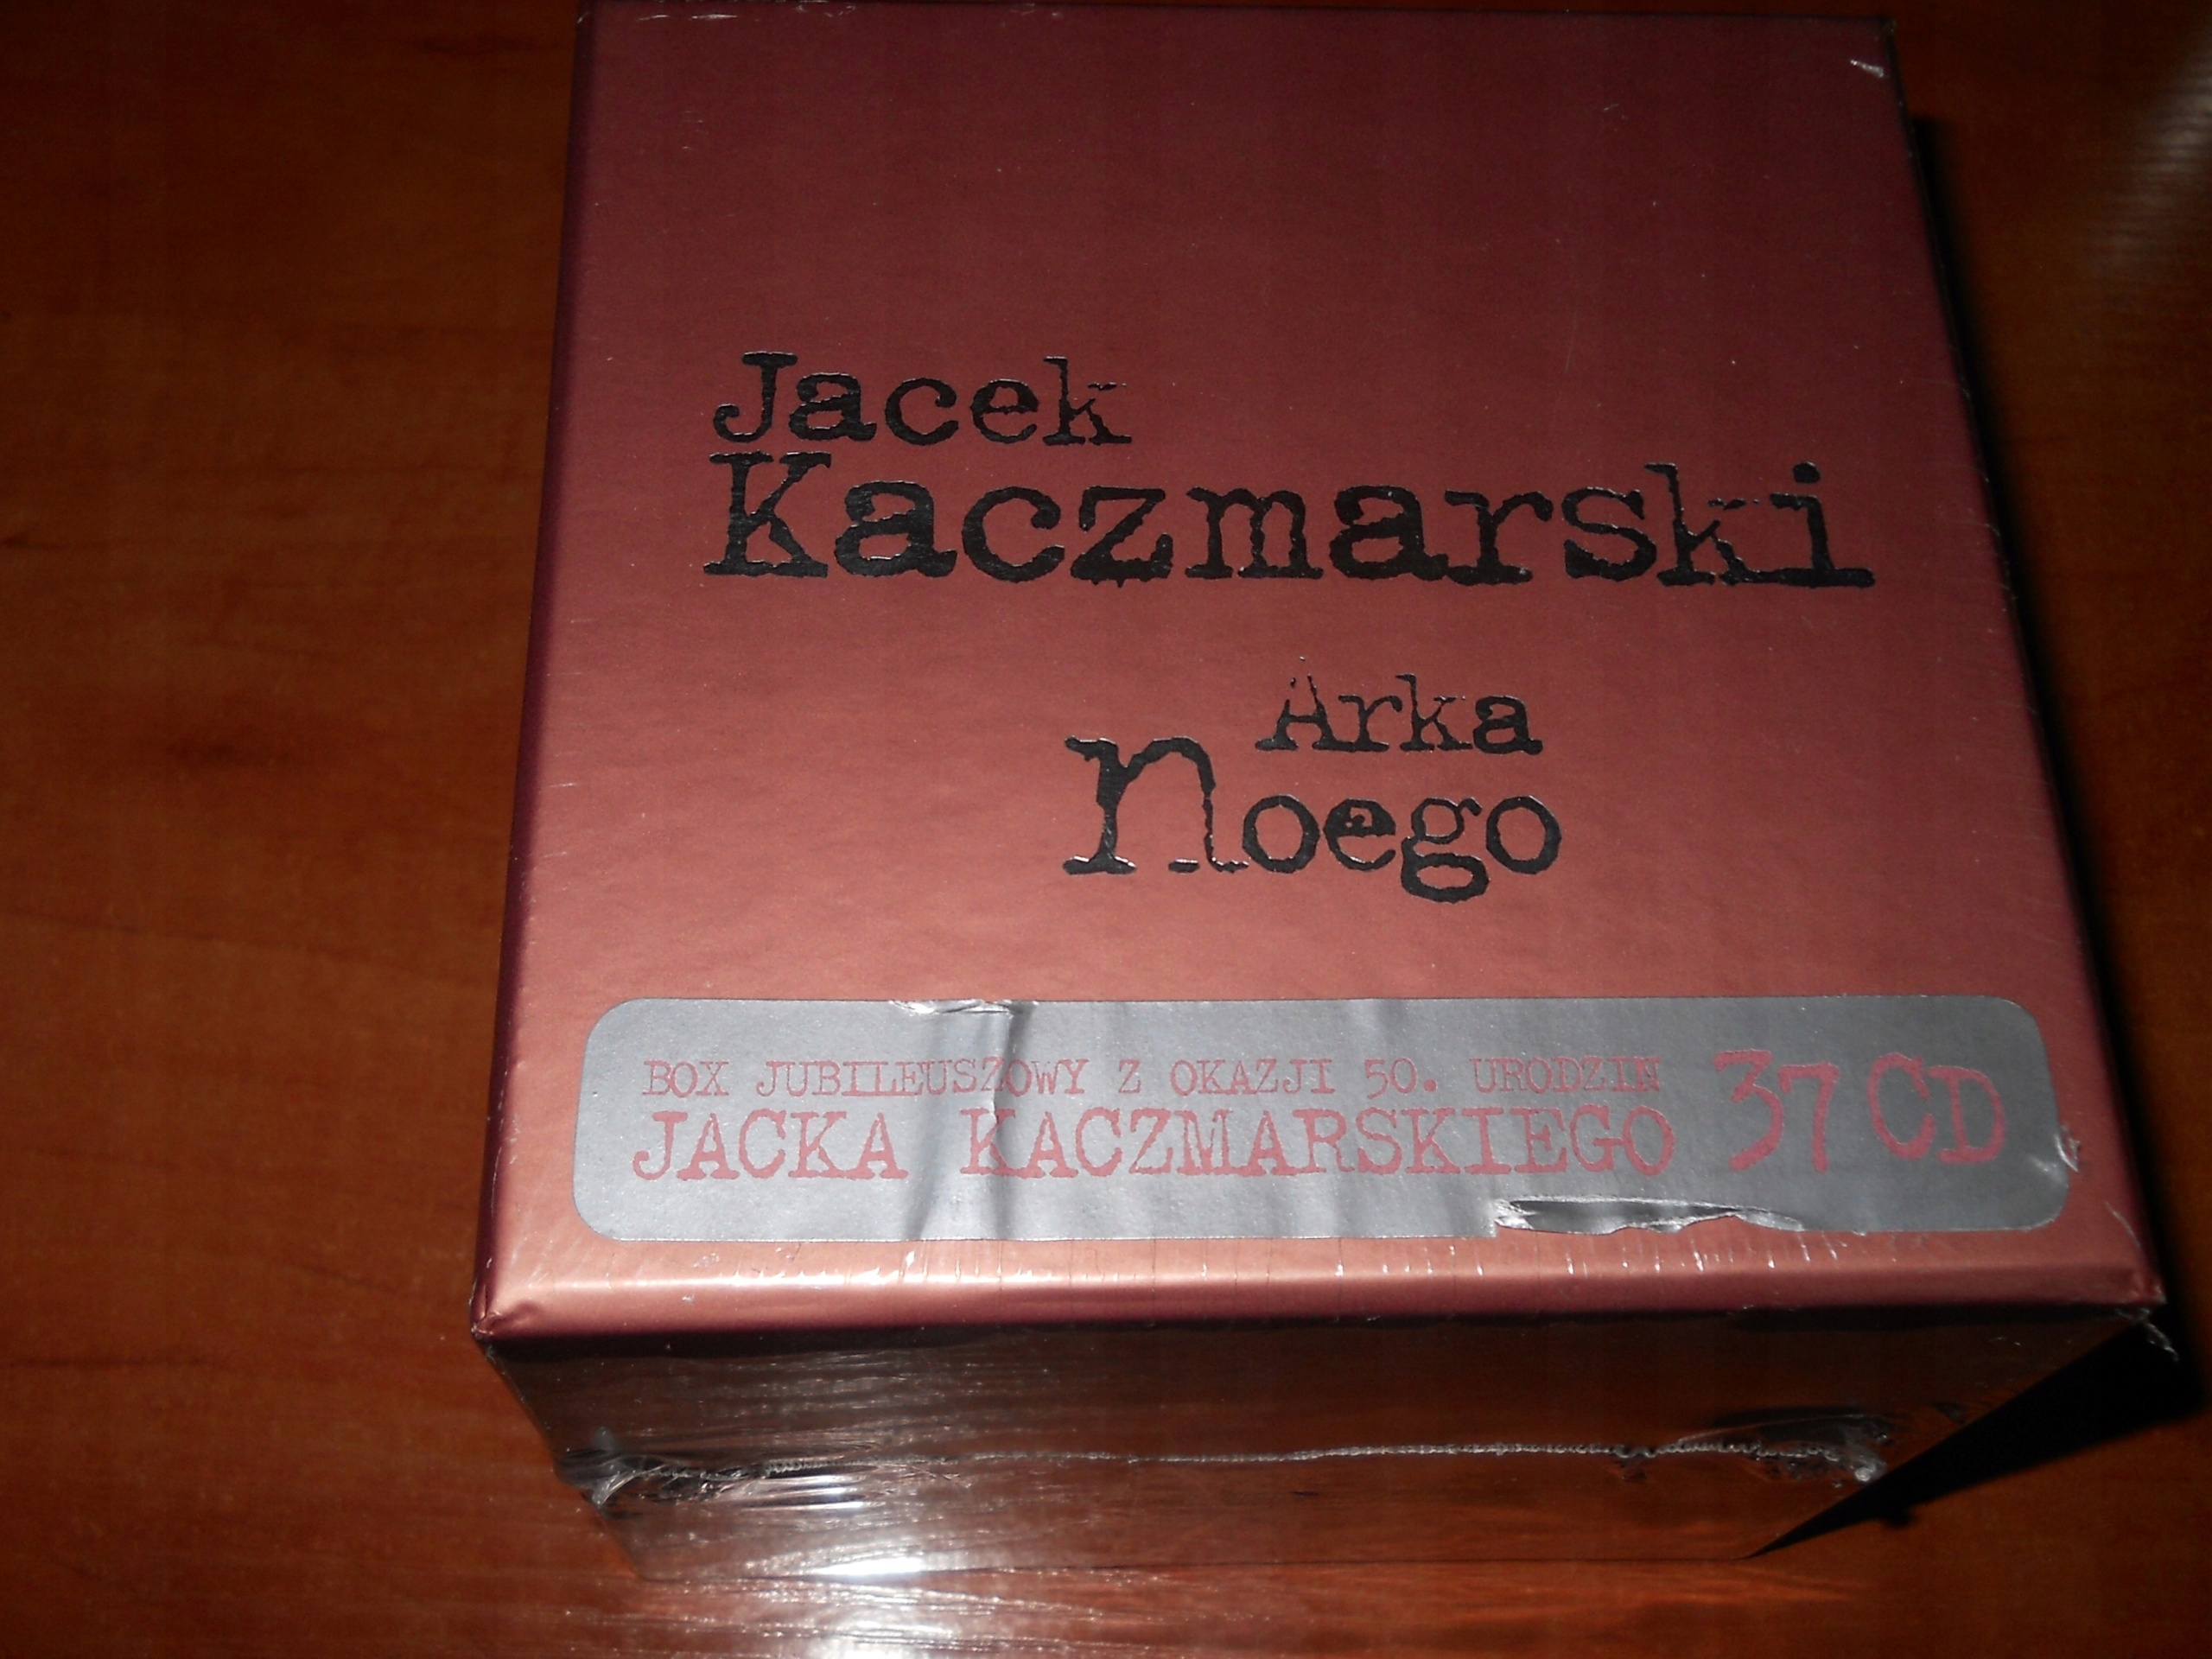 Jacek
Kaczmarski
Arka
noego
BOX JUBILEUSZOWY Z OKAZJI 50. URODZIN
JACKA KACZMARSKIEGO 37 CD